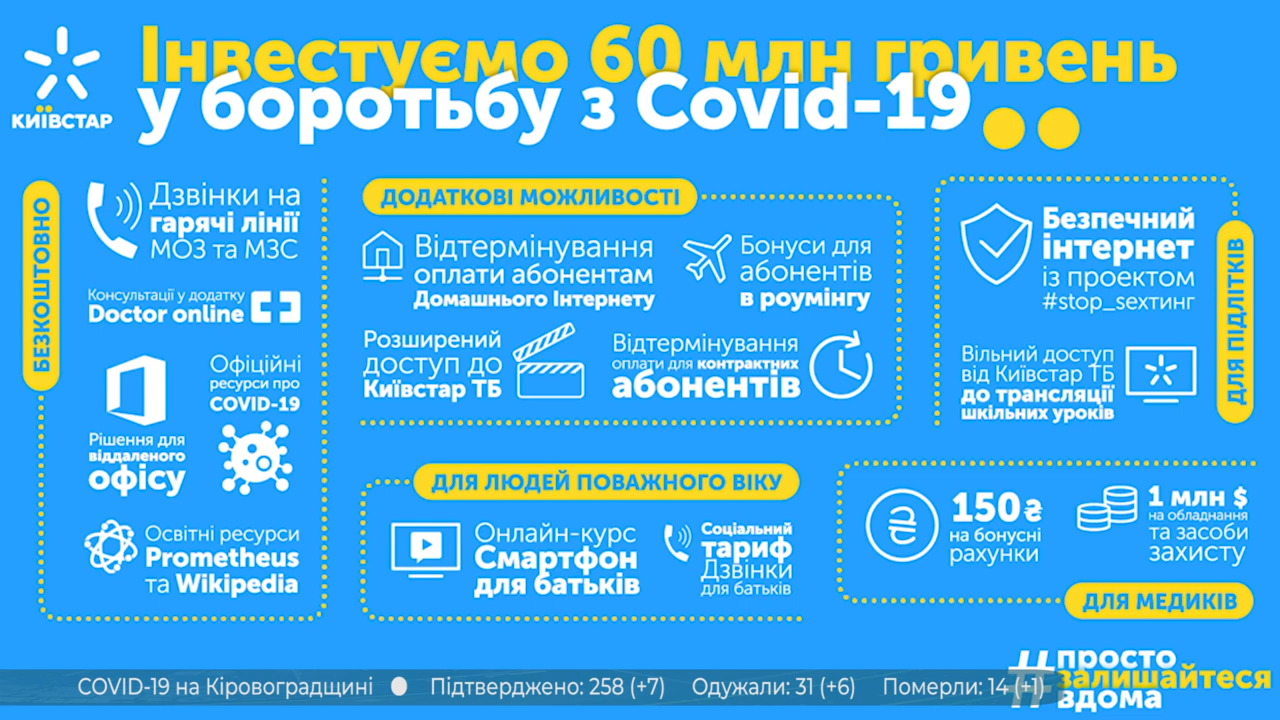 КИЇВСТАР
Інвестуємо 60 млн гривень
у боротьбу з Covid-19
БЕЗКОШТОВНО
Дзвінки на
гарячі лінії
МОЗ та МЗС
Консультації у додатку
Doctor online
Рішення для
віддаленого
офісу
Офіційні
ресурси про
COVID-19
Освітні ресурси
Prometheus
та Wikipedia
ДОДАТКОВІ МОЖЛИВОСТІ
Відтермінування
оплати абонентам
Домашнього Інтернету
Бонуси для
абонентів
в роумінгу
Розширений
доступ до
Київстар ТБ
Відтермінування
оплати для контрактних
абонентів
ДЛЯ ПІДЛІТКІВ
Безпечний
інтернет
із проектом
#stop_sexтинг
Вільний доступ
від Київстар ТБ
до трансляції
шкільних уроків
ДЛЯ ЛЮДЕЙ ПОВАЖНОГО ВІКУ
Онлайн-курс
Смартфон
для батьків
Соціальний
тариф
Дзвінки
для батьків
150 ₴
на бонусні
рахунки
1 млн $
на обладнання
та засоби
захисту
ДЛЯ МЕДИКІВ
#просто
залишайтеся
вдома
COVID-19 на Кіровоградщині Підтверджено: 258 (+7) Одужали: 31 (+6) Померли: 14 (+1)